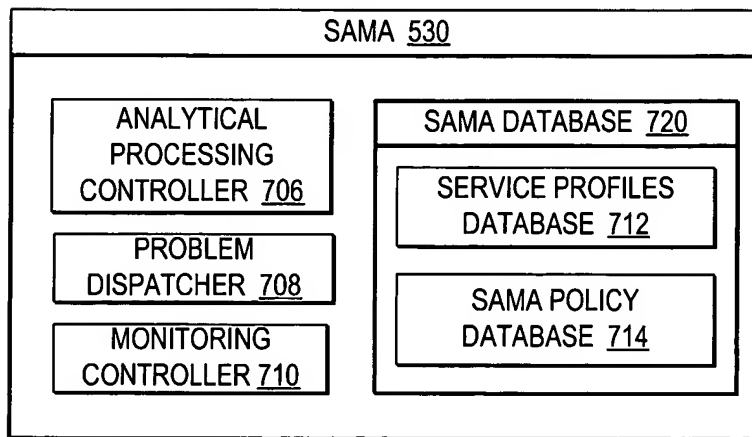 SAMA 530
ANALYTICAL
PROCESSING
CONTROLLER 706
PROBLEM
DISPATCHER 708
MONITORING
CONTROLLER 710
SAMA DATABASE 720
SERVICE PROFILES
DATABASE 712
SAMA POLICY
DATABASE 714